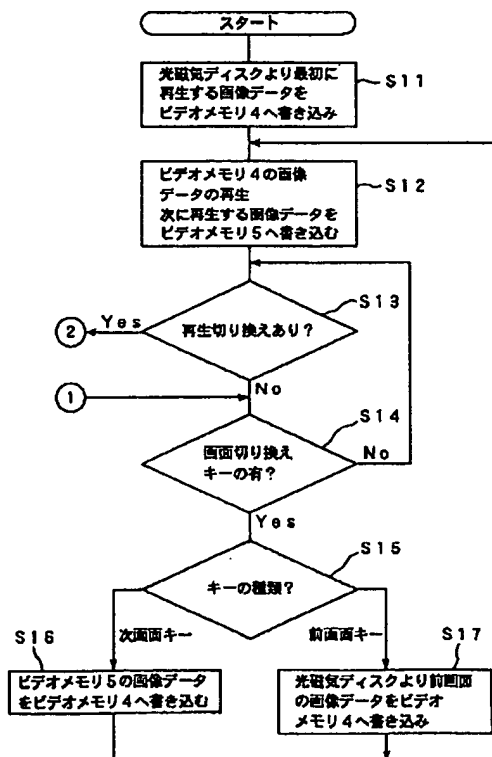 スタート
光磁気ディスクより最初に
再生する画像データを
ビデオメモリ4へ書き込み
S11
ビデオメモリ4の画像
データの再生
次に再生する画像データを
ビデオメモリ5へ書き込む
S12
再生切り換えあり?
S13
Yes
②
No
①
画面切り換え
キーの有?
S14
No
Yes
キーの種類?
S15
次画面キー
前画面キー
S16
ビデオメモリ5の画像データ
をビデオメモリ4へ書き込む
S17
光磁気ディスクより前画面
の画像データをビデオ
メモリ4へ書き込み